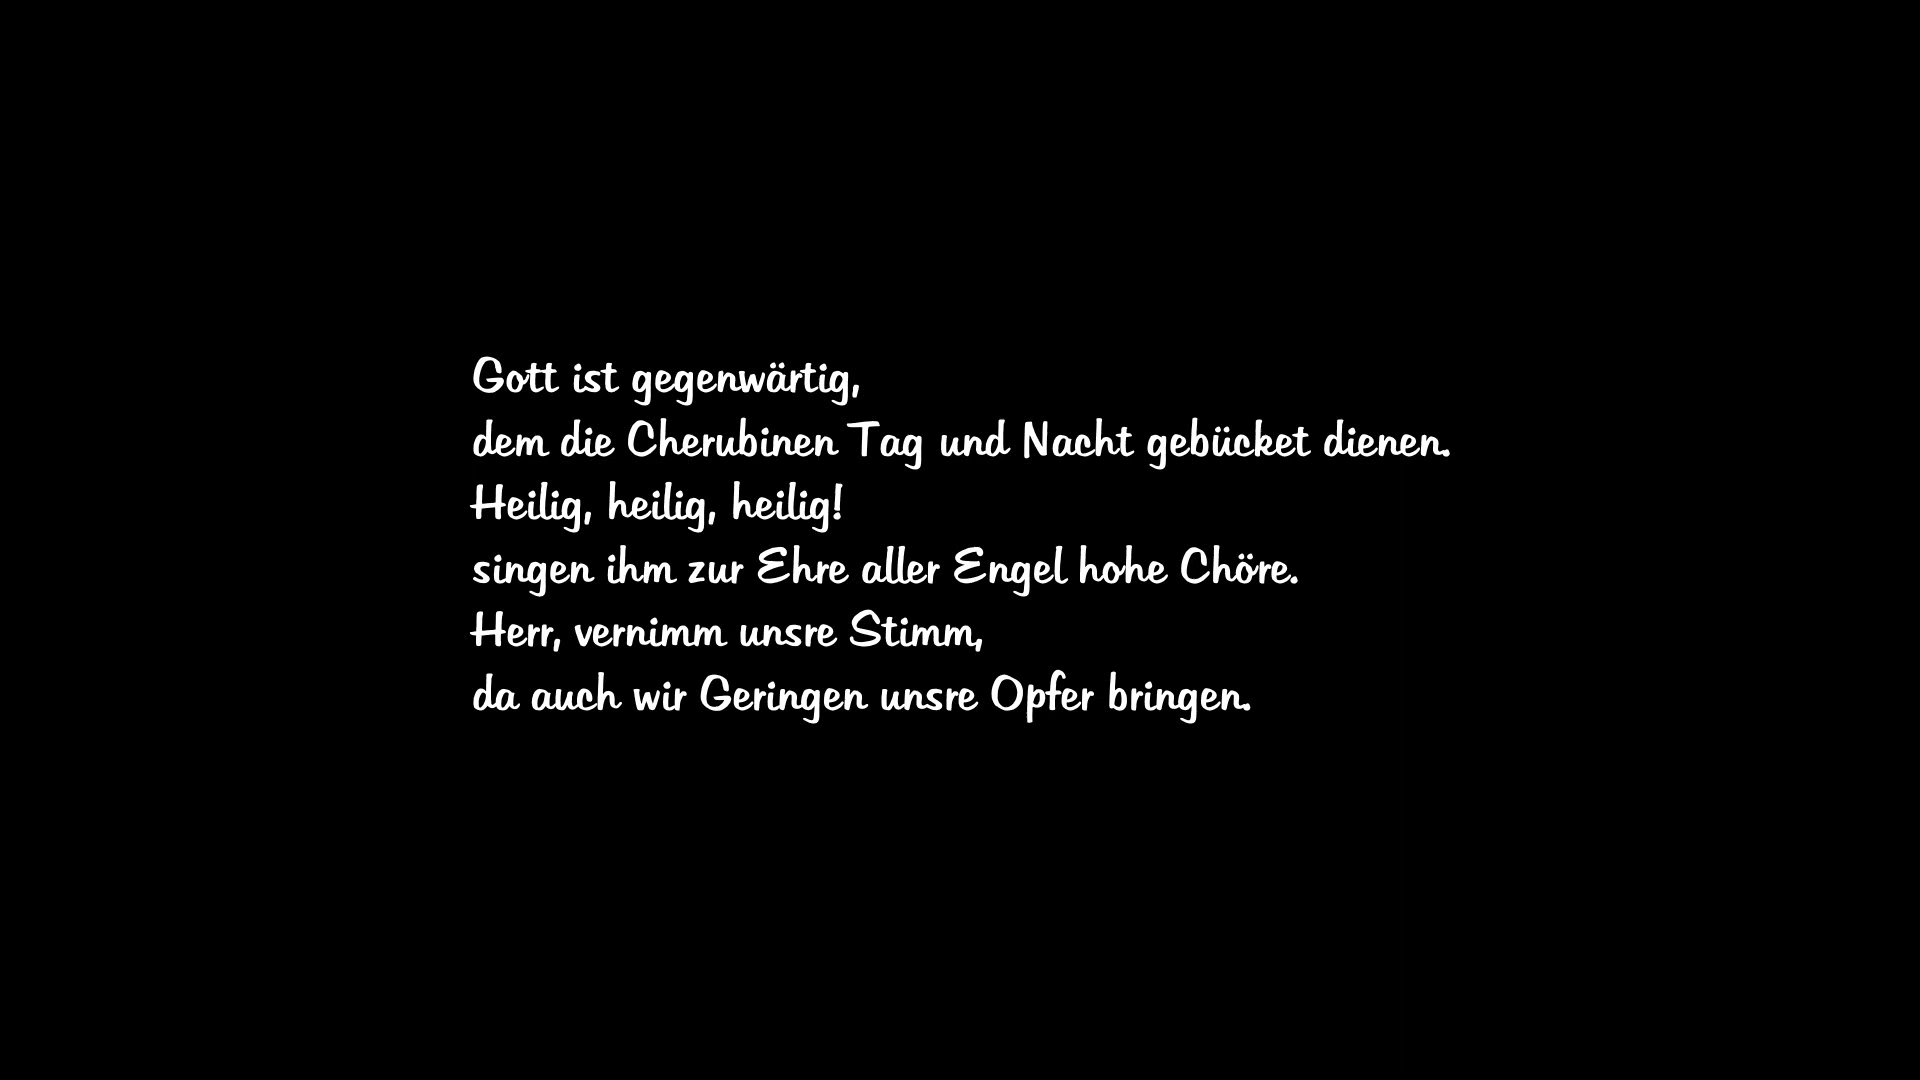 Gott ist gegenwärtig,
dem die Cherubinen Tag und Nacht gebücket dienen.
Heilig, heilig, heilig!
singen ihm zur Ehre aller Engel hohe Chöre.
Herr, vernimm unsre Stimm,
da auch wir Geringen unsre Opfer bringen.